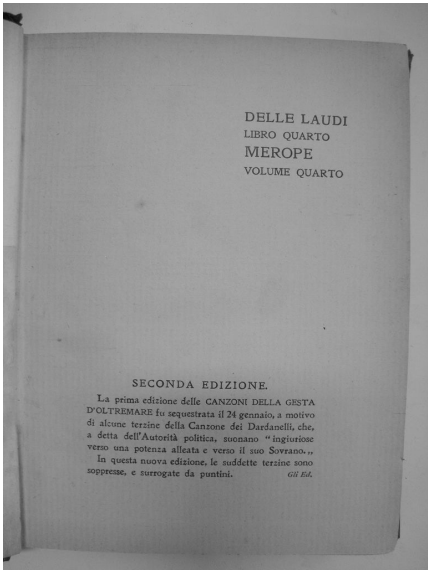 DELLE LAUDI
LIBRO QUARTO
MEROPE
VOLUME QUARTO
SECONDA EDIZIONE.
La prima edizione delle CANZONI DELLA GESTA
D'OLTREMARE fu sequestrata il 24 gennaio, a motivo
di alcune terzine della Canzone dei Dardanelli, che,
a detta dell'Autorità politica, suonano "ingiuriose
verso una potenza alleata e verso il suo Sovrano.„
In questa nuova edizione, le suddette terzine sono
soppresse, e surrogate da puntini. Gli Ed.